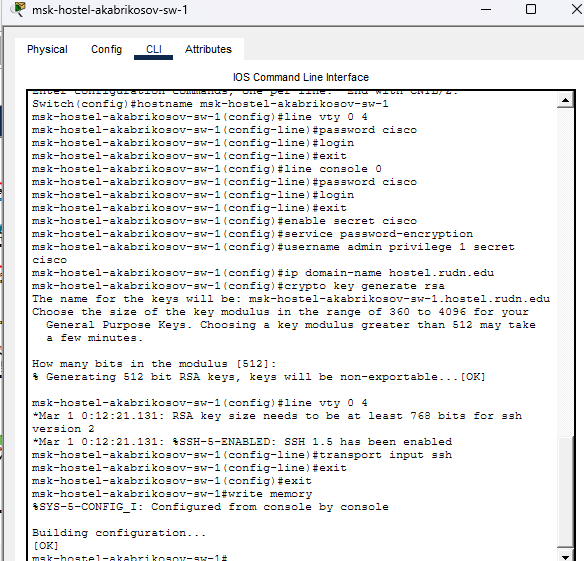 msk-hostel-akabrikosov-sw-1
Physical Config CLI Attributes
IOS Command Line Interface
Enter configuration commands, one per line. End with CNTL/Z.
Switch(config)#hostname msk-hostel-akabrikosov-sw-1
msk-hostel-akabrikosov-sw-1(config)#line vty 0 4
msk-hostel-akabrikosov-sw-1(config-line)#password cisco
msk-hostel-akabrikosov-sw-1(config-line)#login
msk-hostel-akabrikosov-sw-1(config-line)#exit
msk-hostel-akabrikosov-sw-1(config)#line console 0
msk-hostel-akabrikosov-sw-1(config-line)#password cisco
msk-hostel-akabrikosov-sw-1(config-line)#login
msk-hostel-akabrikosov-sw-1(config-line)#exit
msk-hostel-akabrikosov-sw-1(config)#enable secret cisco
msk-hostel-akabrikosov-sw-1(config)#service password-encryption
msk-hostel-akabrikosov-sw-1(config)#username admin privilege 1 secret
cisco
msk-hostel-akabrikosov-sw-1(config)#ip domain-name hostel.rudn.edu
msk-hostel-akabrikosov-sw-1(config)#crypto key generate rsa
The name for the keys will be: msk-hostel-akabrikosov-sw-1.hostel.rudn.edu
Choose the size of the key modulus in the range of 360 to 4096 for your
General Purpose Keys. Choosing a key modulus greater than 512 may take
a few minutes.
How many bits in the modulus [512]:
% Generating 512 bit RSA keys, keys will be non-exportable...[OK]
msk-hostel-akabrikosov-sw-1(config)#line vty 0 4
*Mar 1 0:12:21.131: RSA key size needs to be at least 768 bits for ssh
version 2
*Mar 1 0:12:21.131: %SSH-5-ENABLED: SSH 1.5 has been enabled
msk-hostel-akabrikosov-sw-1(config-line)#transport input ssh
msk-hostel-akabrikosov-sw-1(config-line)#exit
msk-hostel-akabrikosov-sw-1(config)#exit
msk-hostel-akabrikosov-sw-1#write memory
%SYS-5-CONFIG_I: Configured from console by console
Building configuration...
[OK]
msk-hostel-akabrikosov-sw-1#